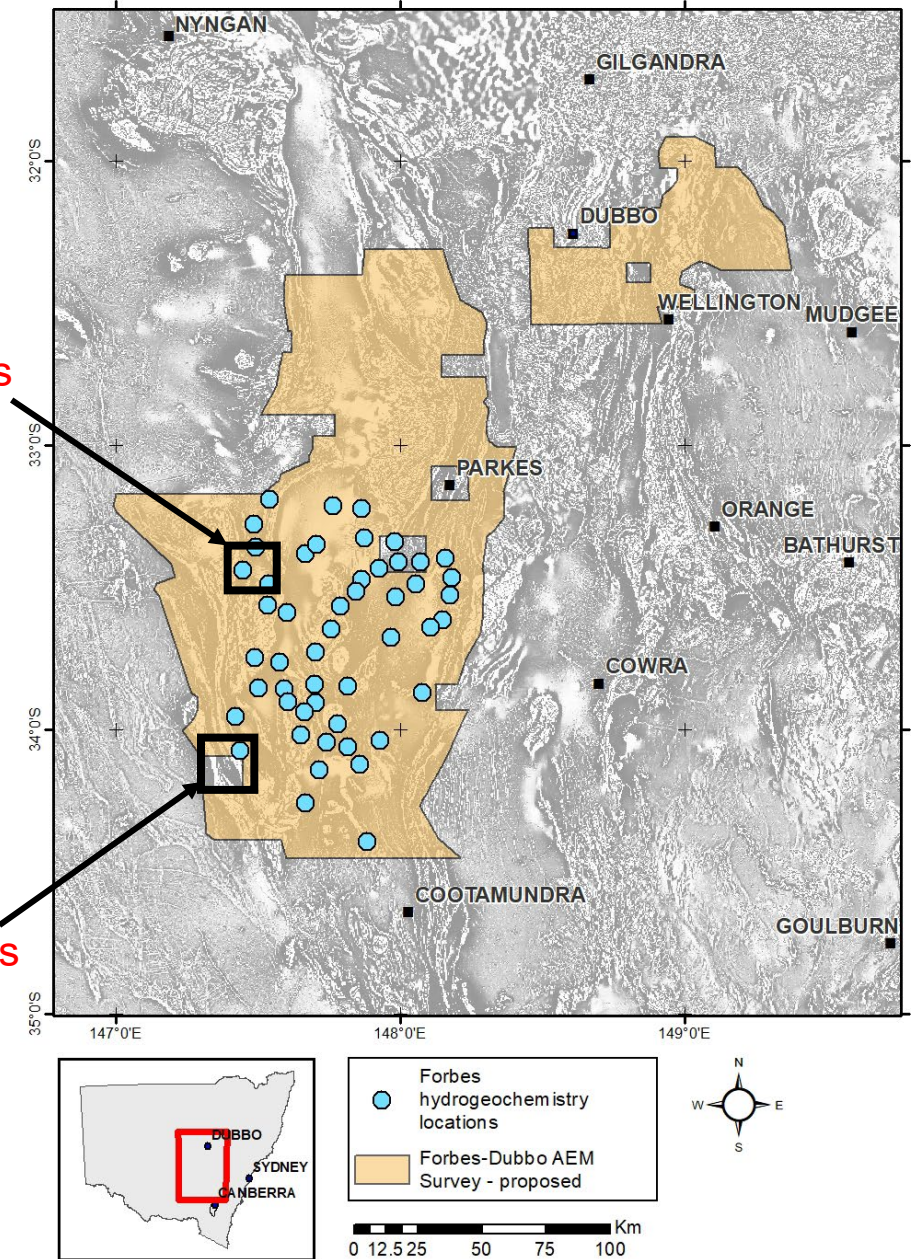 NYNGAN
GILGANDRA
32°0'S
DUBBO
WELLINGTON
MUDGEE
s
33°0'S
PARKES
ORANGE
BATHURST
COWRA
34°0'S
COOTAMUNDRA
GOULBURN
s
35°0'S
147°0'E 148°0'E 149°0'E
DUBBO
SYDNEY
CANBERRA
Forbes
hydrogeochemistry
locations
Forbes-Dubbo AEM
Survey - proposed
N
W E
S
Km
0 12.5 25 50 75 100